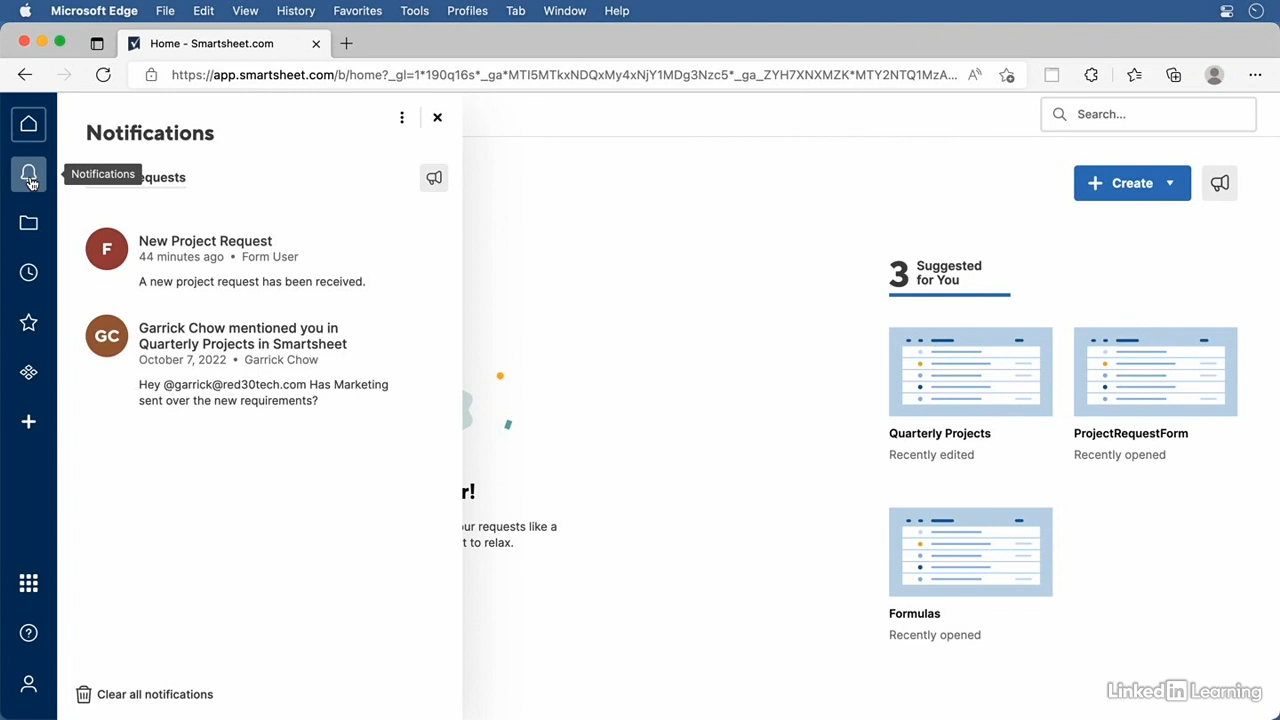 Microsoft Edge File Edit View History Favorites Tools Profiles Tab Window Help
Home - Smartsheet.com
https://app.smartsheet.com/b/home?_gl=1*190q16s*_ga*MTI5MTkxNDQxMy4xNjY1MDg3Nzc5*_ga_ZYH7XNXMZK*MTY2NTQ1MzA...
Search...
Notifications
Notifications
equests
Create
New Project Request
44 minutes ago • Form User
A new project request has been received.
Garrick Chow mentioned you in
Quarterly Projects in Smartsheet
October 7, 2022 • Garrick Chow
Hey @garrick@red30tech.com Has Marketing
sent over the new requirements?
F
GC
r!
our requests like a
t to relax.
3 Suggested
for You
Quarterly Projects
Recently edited
ProjectRequestForm
Recently opened
Formulas
Recently opened
Clear all notifications
LinkedIn Learning